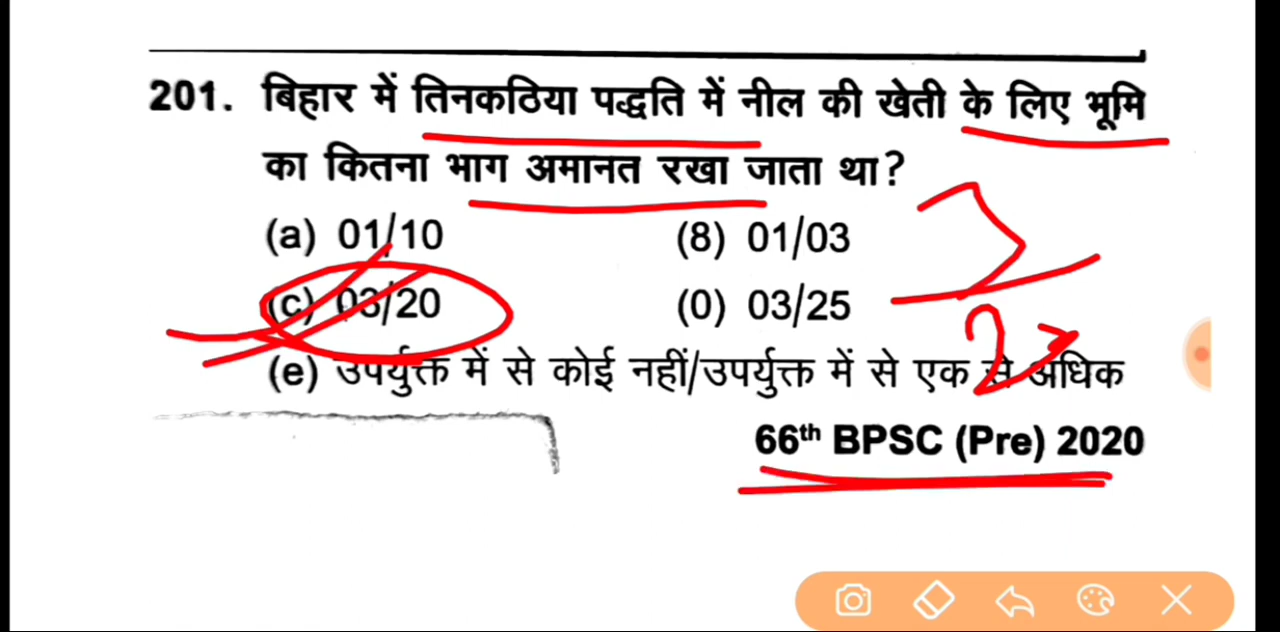 201. बिहार में तिनकठिया पद्धति में नील की खेती के लिए भूमि
का कितना भाग अमानत रखा जाता था?
(a) 01/10 (8) 01/03
(c) 03/20 (0) 03/25
(e) उपर्युक्त में से कोई नहीं/उपर्युक्त में से एक से अधिक
66th BPSC (Pre) 2020